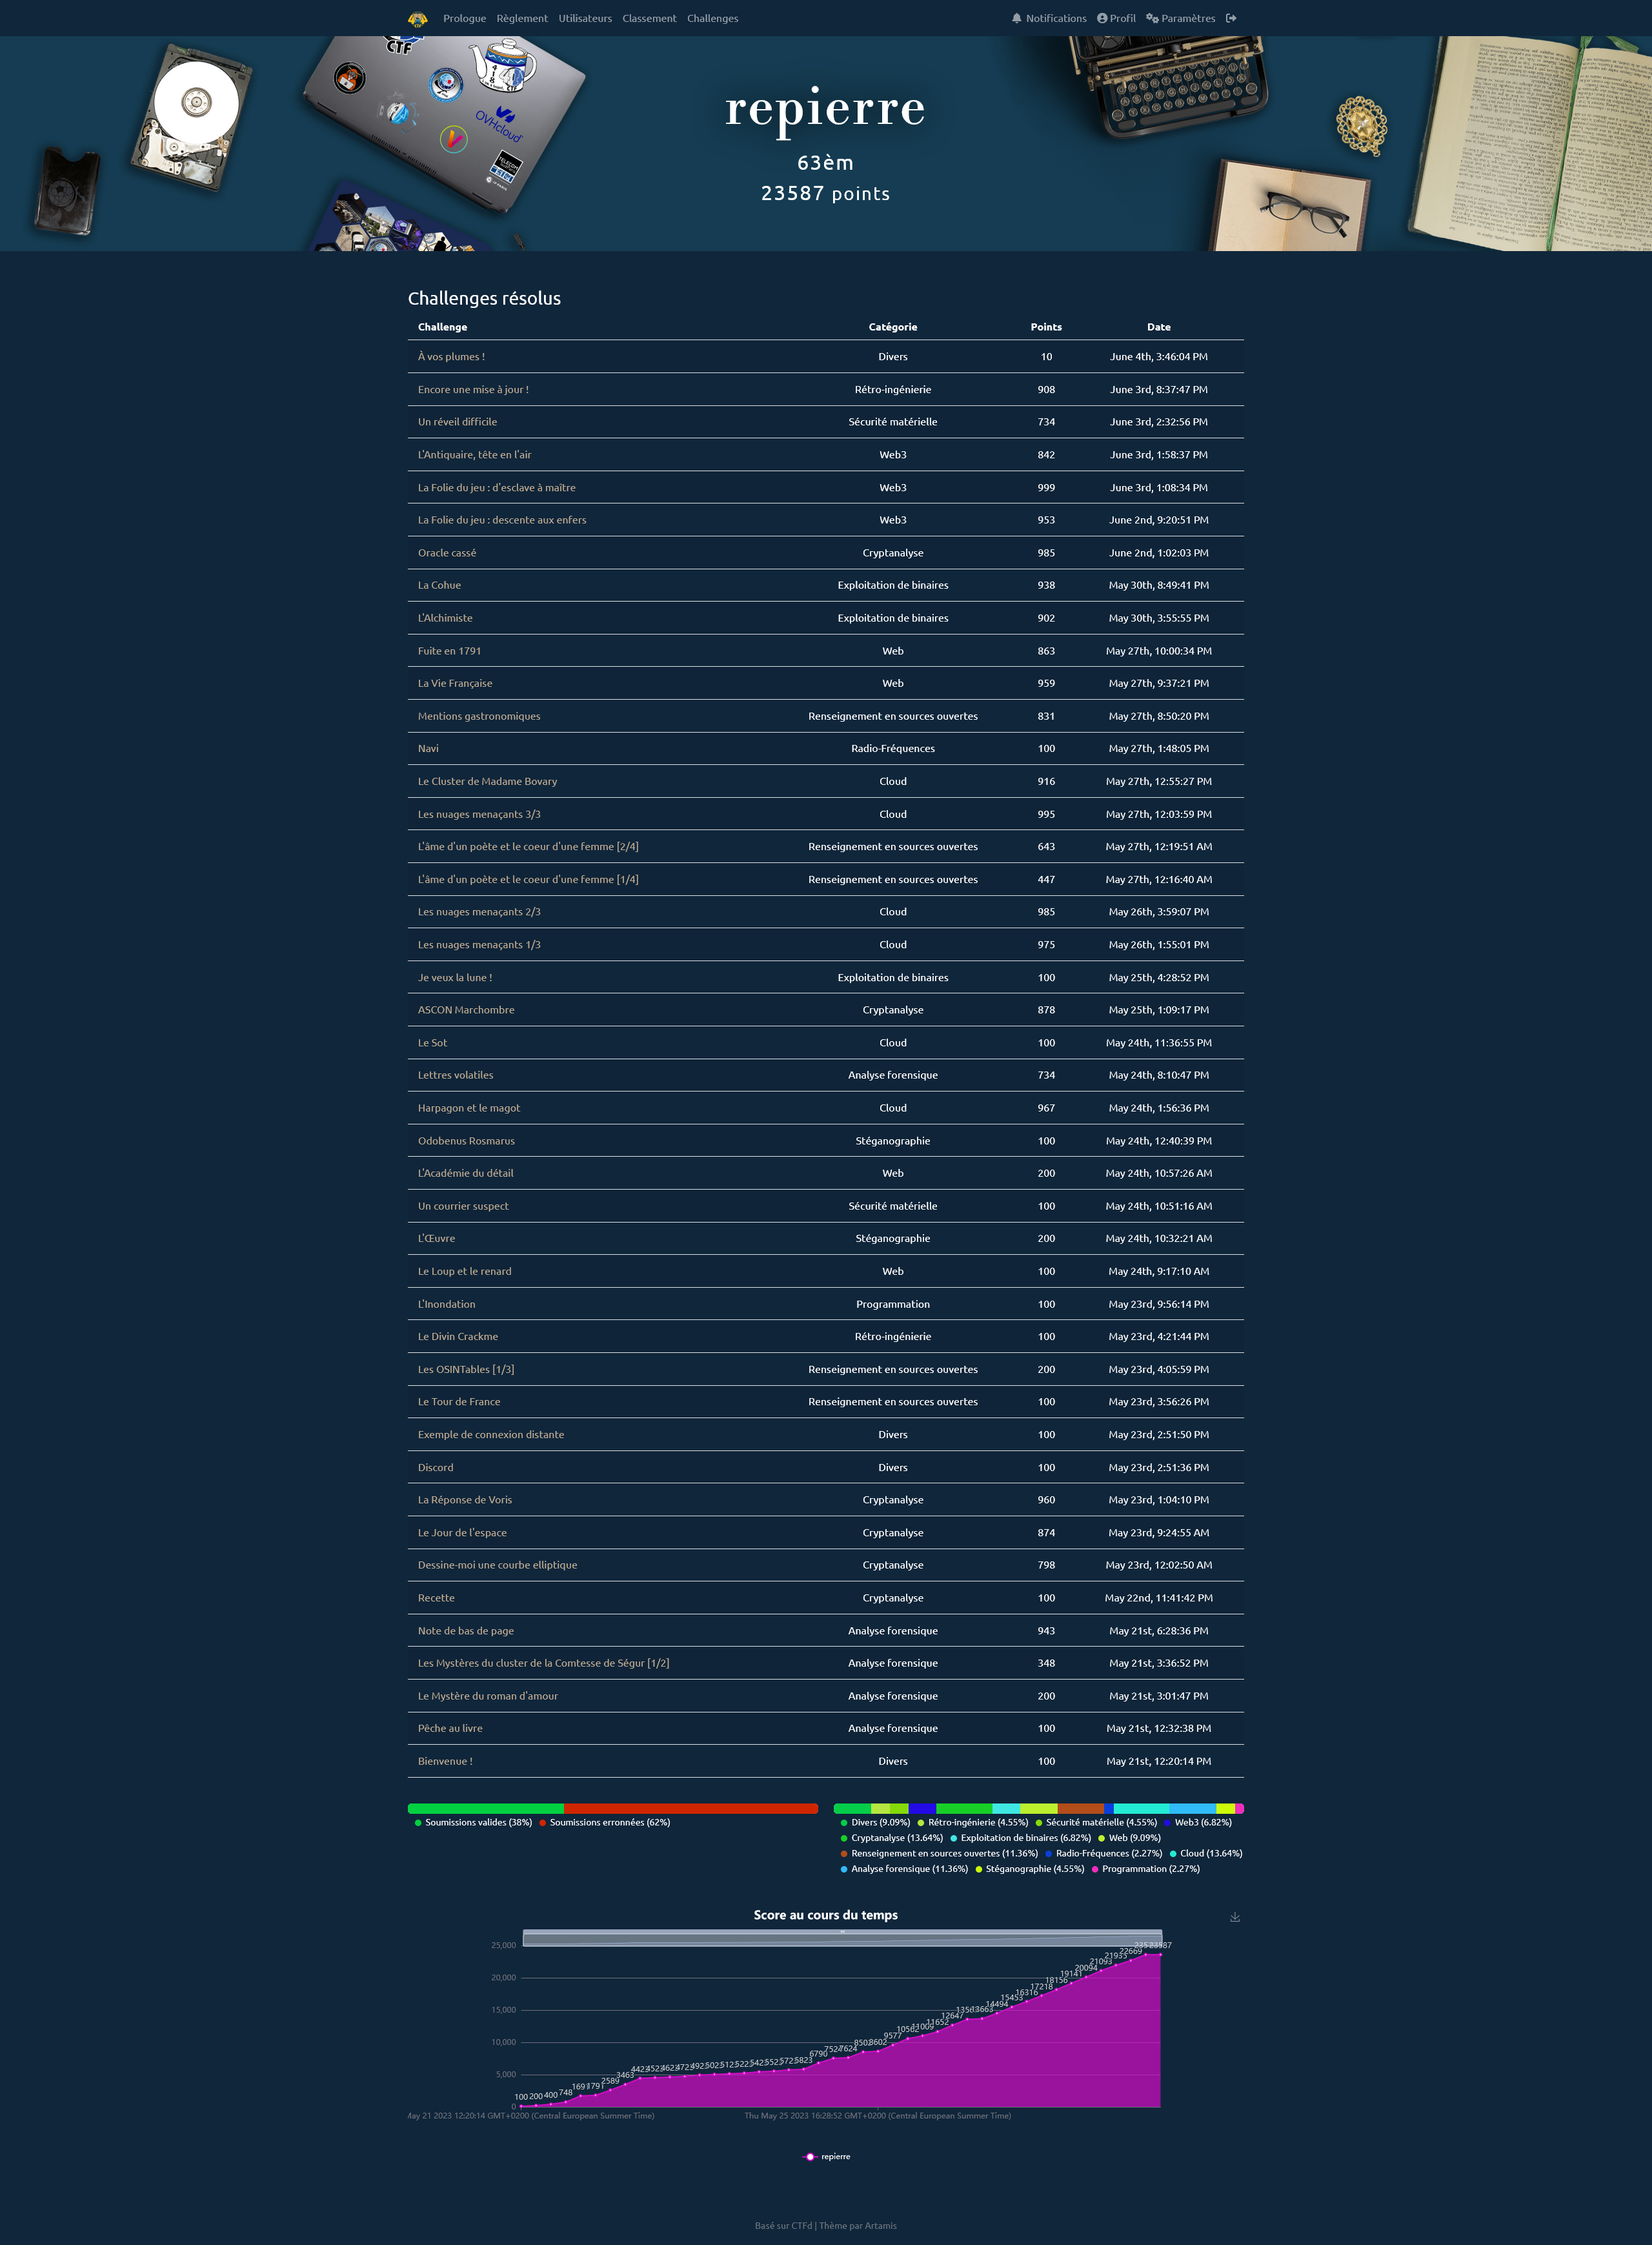 Prologue Règlement Utilisateurs Classement Challenges Notifications Profil Paramètres
CTF
OVHcloud
TELECOM
CTF
repierre
63èm
23587 points
Challenges résolus
Challenge Catégorie Points Date
À vos plumes ! Divers 10 June 4th, 3:46:04 PM
Encore une mise à jour ! Rétro-ingénierie 908 June 3rd, 8:37:47 PM
Un réveil difficile Sécurité matérielle 734 June 3rd, 2:32:56 PM
L'Antiquaire, tête en l'air Web3 842 June 3rd, 1:58:37 PM
La Folie du jeu : d'esclave à maître Web3 999 June 3rd, 1:08:34 PM
La Folie du jeu : descente aux enfers Web3 953 June 2nd, 9:20:51 PM
Oracle cassé Cryptanalyse 985 June 2nd, 1:02:03 PM
La Cohue Exploitation de binaires 938 May 30th, 8:49:41 PM
L'Alchimiste Exploitation de binaires 902 May 30th, 3:55:55 PM
Fuite en 1791 Web 863 May 27th, 10:00:34 PM
La Vie Française Web 959 May 27th, 9:37:21 PM
Mentions gastronomiques Renseignement en sources ouvertes 831 May 27th, 8:50:20 PM
Navi Radio-Fréquences 100 May 27th, 1:48:05 PM
Le Cluster de Madame Bovary Cloud 916 May 27th, 12:55:27 PM
Les nuages menaçants 3/3 Cloud 995 May 27th, 12:03:59 PM
L'âme d'un poète et le coeur d'une femme [2/4] Renseignement en sources ouvertes 643 May 27th, 12:19:51 AM
L'âme d'un poète et le coeur d'une femme [1/4] Renseignement en sources ouvertes 447 May 27th, 12:16:40 AM
Les nuages menaçants 2/3 Cloud 985 May 26th, 3:59:07 PM
Les nuages menaçants 1/3 Cloud 975 May 26th, 1:55:01 PM
Je veux la lune ! Exploitation de binaires 100 May 25th, 4:28:52 PM
ASCON Marchombre Cryptanalyse 878 May 25th, 1:09:17 PM
Le Sot Cloud 100 May 24th, 11:36:55 PM
Lettres volatiles Analyse forensique 734 May 24th, 8:10:47 PM
Harpagon et le magot Cloud 967 May 24th, 1:56:36 PM
Odobenus Rosmarus Stéganographie 100 May 24th, 12:40:39 PM
L'Académie du détail Web 200 May 24th, 10:57:26 AM
Un courrier suspect Sécurité matérielle 100 May 24th, 10:51:16 AM
L'Œuvre Stéganographie 200 May 24th, 10:32:21 AM
Le Loup et le renard Web 100 May 24th, 9:17:10 AM
L'Inondation Programmation 100 May 23rd, 9:56:14 PM
Le Divin Crackme Rétro-ingénierie 100 May 23rd, 4:21:44 PM
Les OSINTables [1/3] Renseignement en sources ouvertes 200 May 23rd, 4:05:59 PM
Le Tour de France Renseignement en sources ouvertes 100 May 23rd, 3:56:26 PM
Exemple de connexion distante Divers 100 May 23rd, 2:51:50 PM
Discord Divers 100 May 23rd, 2:51:36 PM
La Réponse de Voris Cryptanalyse 960 May 23rd, 1:04:10 PM
Le Jour de l'espace Cryptanalyse 874 May 23rd, 9:24:55 AM
Dessine-moi une courbe elliptique Cryptanalyse 798 May 23rd, 12:02:50 AM
Recette Cryptanalyse 100 May 22nd, 11:41:42 PM
Note de bas de page Analyse forensique 943 May 21st, 6:28:36 PM
Les Mystères du cluster de la Comtesse de Ségur [1/2] Analyse forensique 348 May 21st, 3:36:52 PM
Le Mystère du roman d'amour Analyse forensique 200 May 21st, 3:01:47 PM
Pêche au livre Analyse forensique 100 May 21st, 12:32:38 PM
Bienvenue ! Divers 100 May 21st, 12:20:14 PM
Soumissions valides (38%) Soumissions erronnées (62%)
Divers (9.09%) Rétro-ingénierie (4.55%) Sécurité matérielle (4.55%) Web3 (6.82%)
Cryptanalyse (13.64%) Exploitation de binaires (6.82%) Web (9.09%)
Renseignement en sources ouvertes (11.36%) Radio-Fréquences (2.27%) Cloud (13.64%)
Analyse forensique (11.36%) Stéganographie (4.55%) Programmation (2.27%)
Score au cours du temps
25,000
20,000
15,000
10,000
5,000
0
100 200 400 748 1691 1791 2589 3463 6790 7624 8602 9577 11652 12647 14494 15453 16316 17218 18156 19141 20094 21093 21935 22669 23587
May 21 2023 12:20:14 GMT+0200 (Central European Summer Time) Thu May 25 2023 16:28:52 GMT+0200 (Central European Summer Time)
repierre
Basé sur CTFd | Thème par Artamis